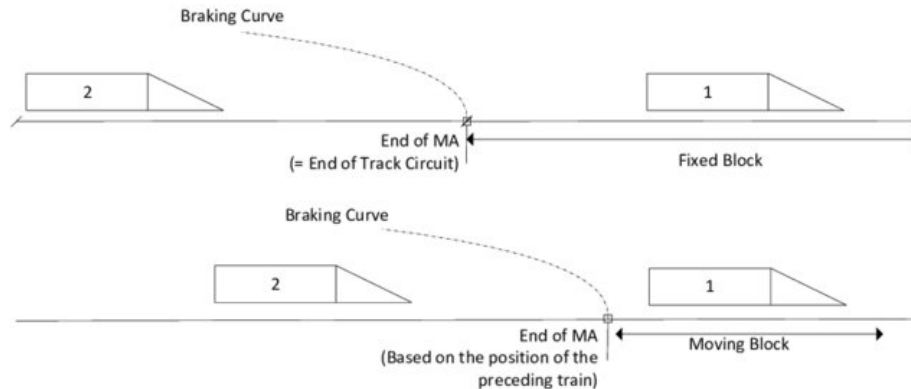 Braking Curve
2
1
End of MA
(= End of Track Circuit)
Fixed Block
Braking Curve
2
1
End of MA
(Based on the position of the
preceding train)
Moving Block